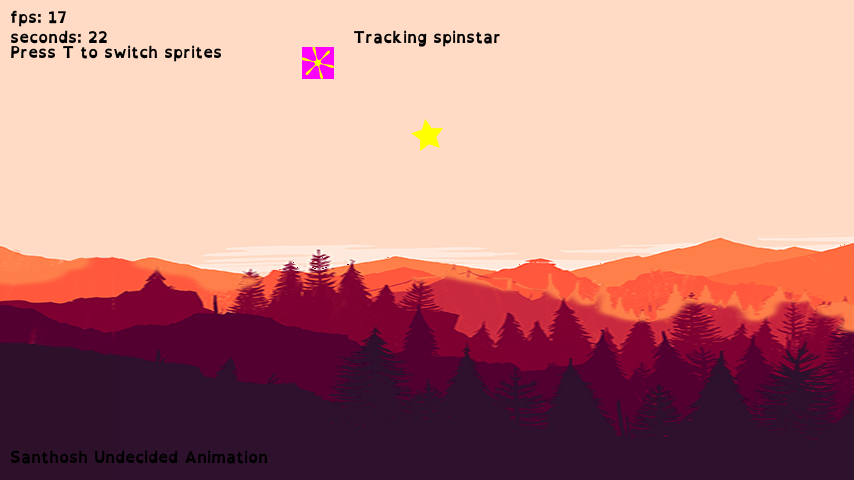 fps: 17
seconds: 22
Press T to switch sprites
Tracking spinstar
Santhosh Undecided Animation